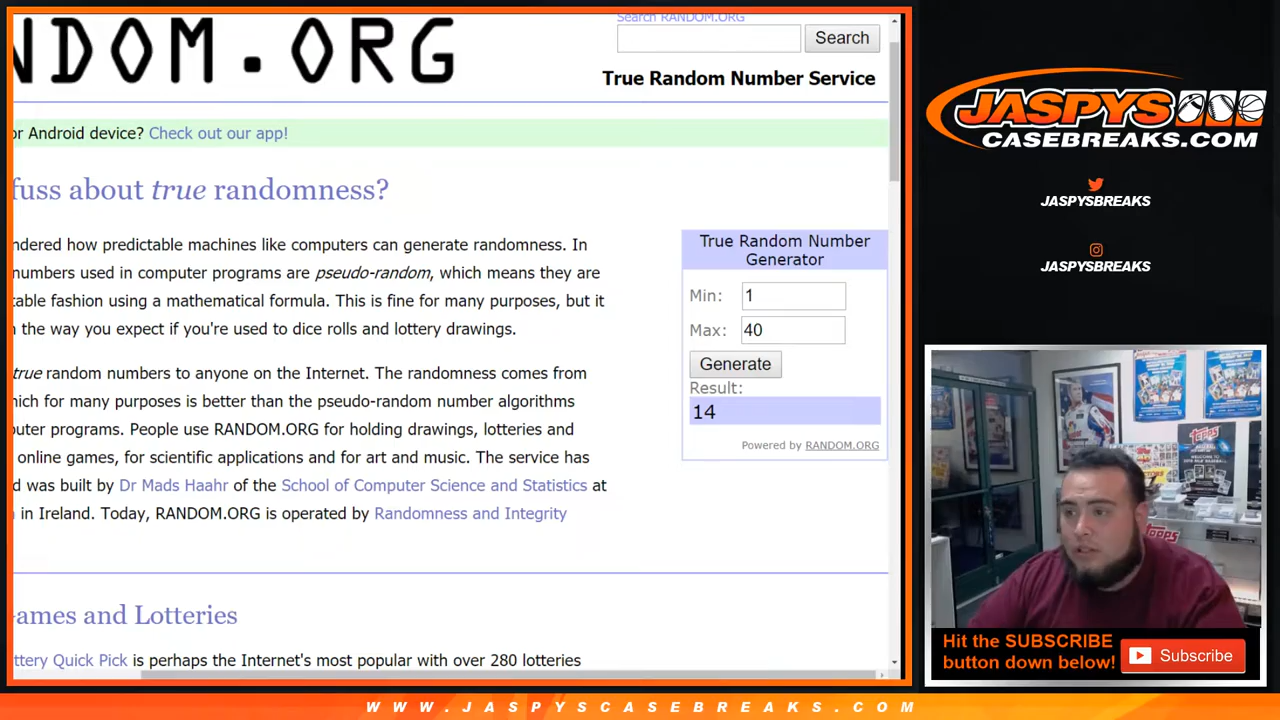 NDOM.ORG
Search RANDOM.ORG
Search
True Random Number Service
or Android device? Check out our app!
fuss about true randomness?
ndered how predictable machines like computers can generate randomness. In
numbers used in computer programs are pseudo-random, which means they are
table fashion using a mathematical formula. This is fine for many purposes, but it
n the way you expect if you're used to dice rolls and lottery drawings.
true random numbers to anyone on the Internet. The randomness comes from
hich for many purposes is better than the pseudo-random number algorithms
puter programs. People use RANDOM.ORG for holding drawings, lotteries and
online games, for scientific applications and for art and music. The service has
d was built by Dr Mads Haahr of the School of Computer Science and Statistics at
in Ireland. Today, RANDOM.ORG is operated by Randomness and Integrity
Games and Lotteries
ttery Quick Pick is perhaps the Internet's most popular with over 280 lotteries
True Random Number
Generator
Min: 1
Max: 40
Generate
Result:
14
Powered by RANDOM.ORG
JASPYS
CASEBREAKS.COM
JASPYSBREAKS
JASPYSBREAKS
Topps
topps
Hit the SUBSCRIBE
button down below!
Subscribe
WWW.JASPYSCASEBREAKS.COM